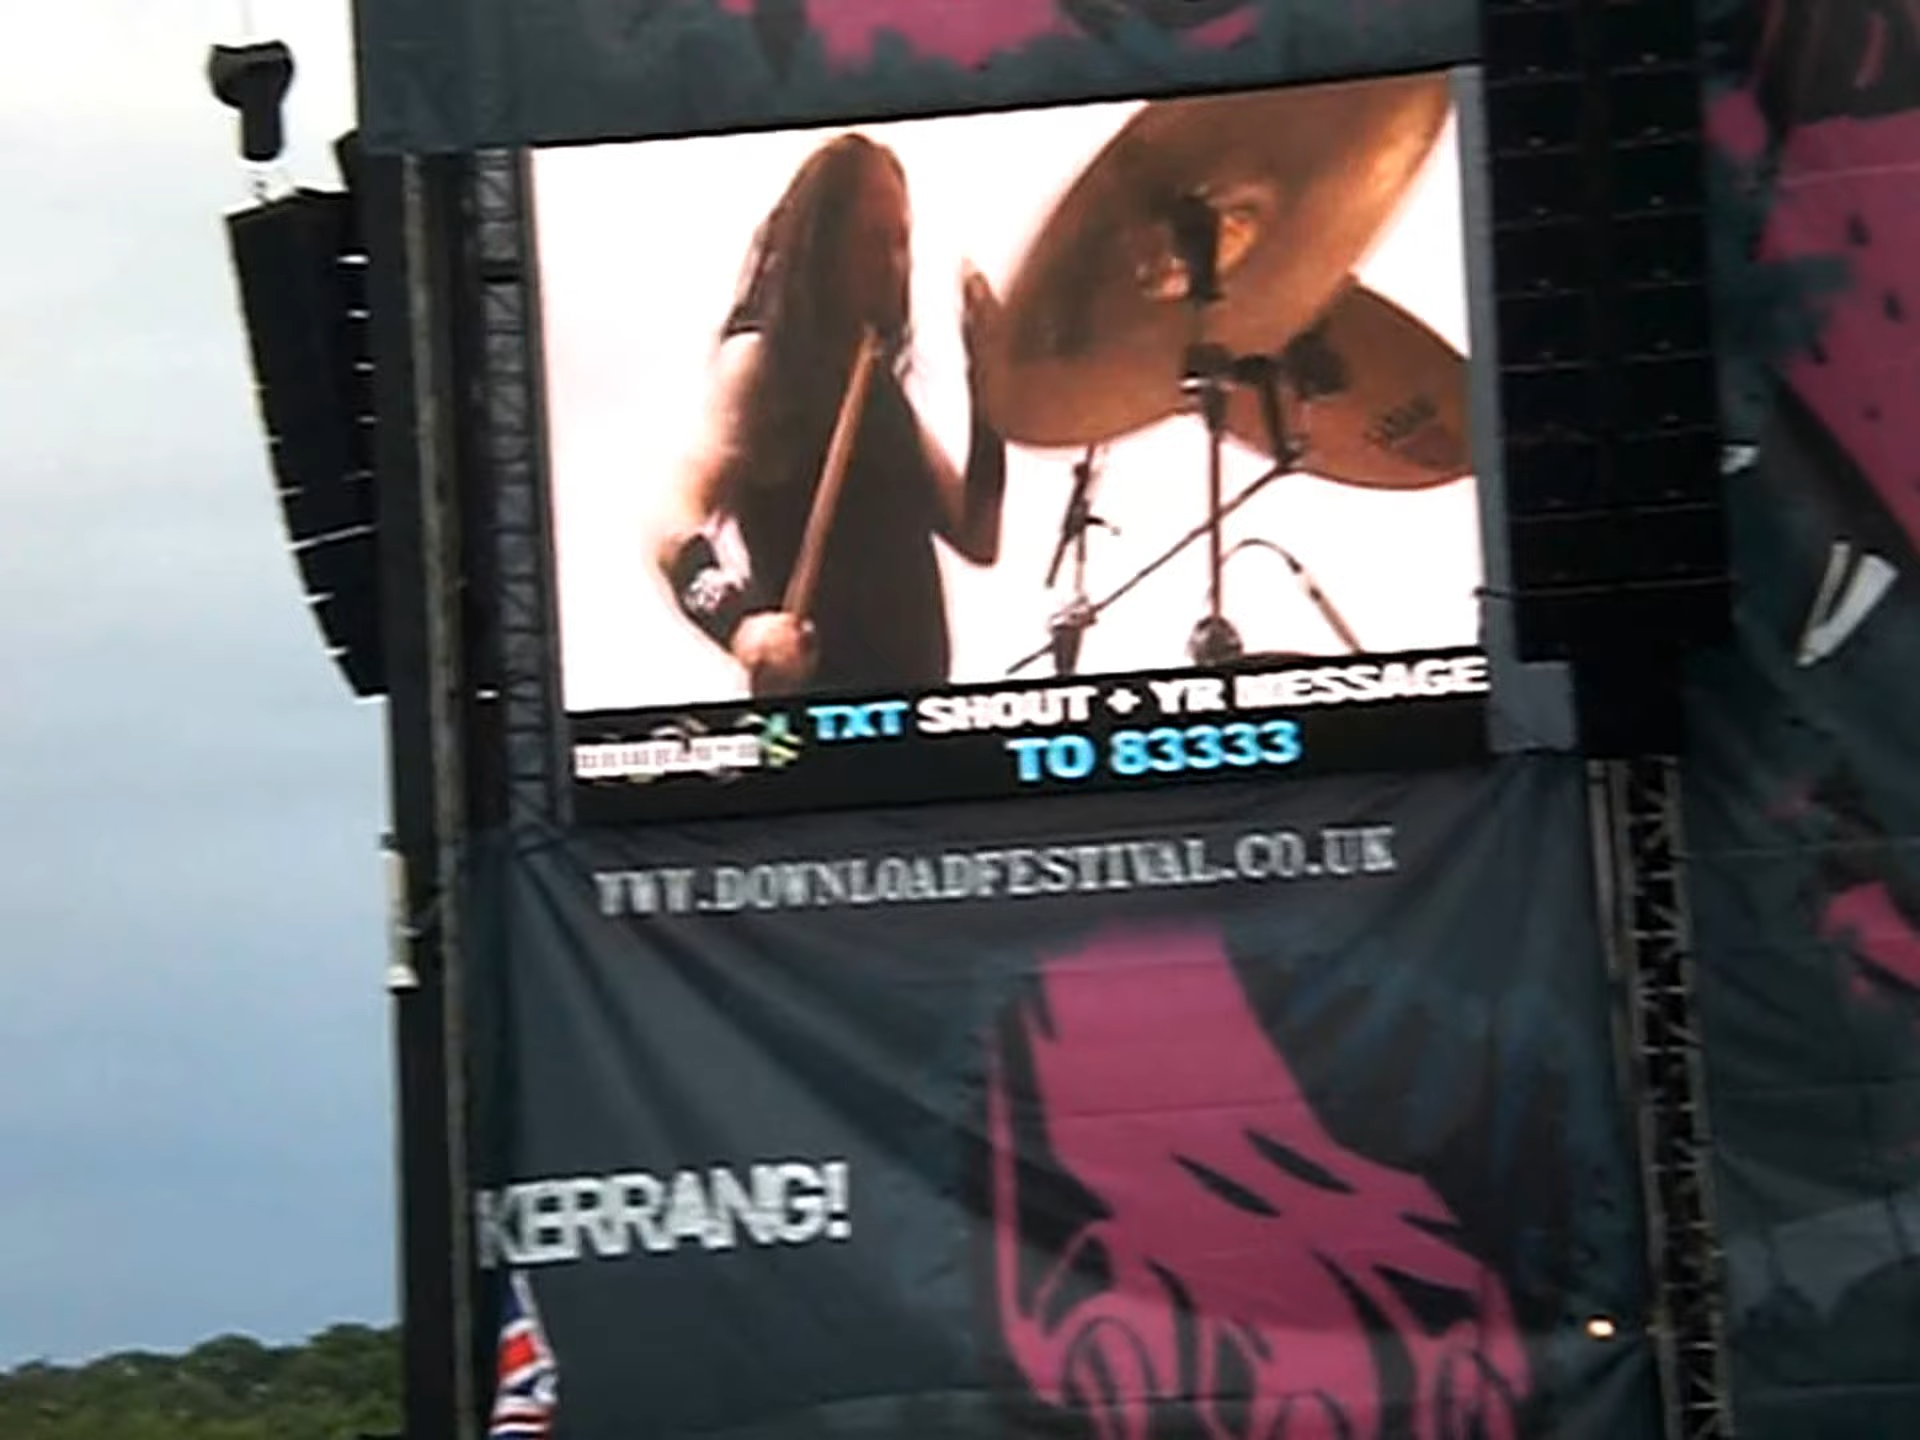 TXT SHOUT + YR MESSAGE
TO 83333
WWW.DOWNLOADFESTIVAL.CO.UK
KERRANG!